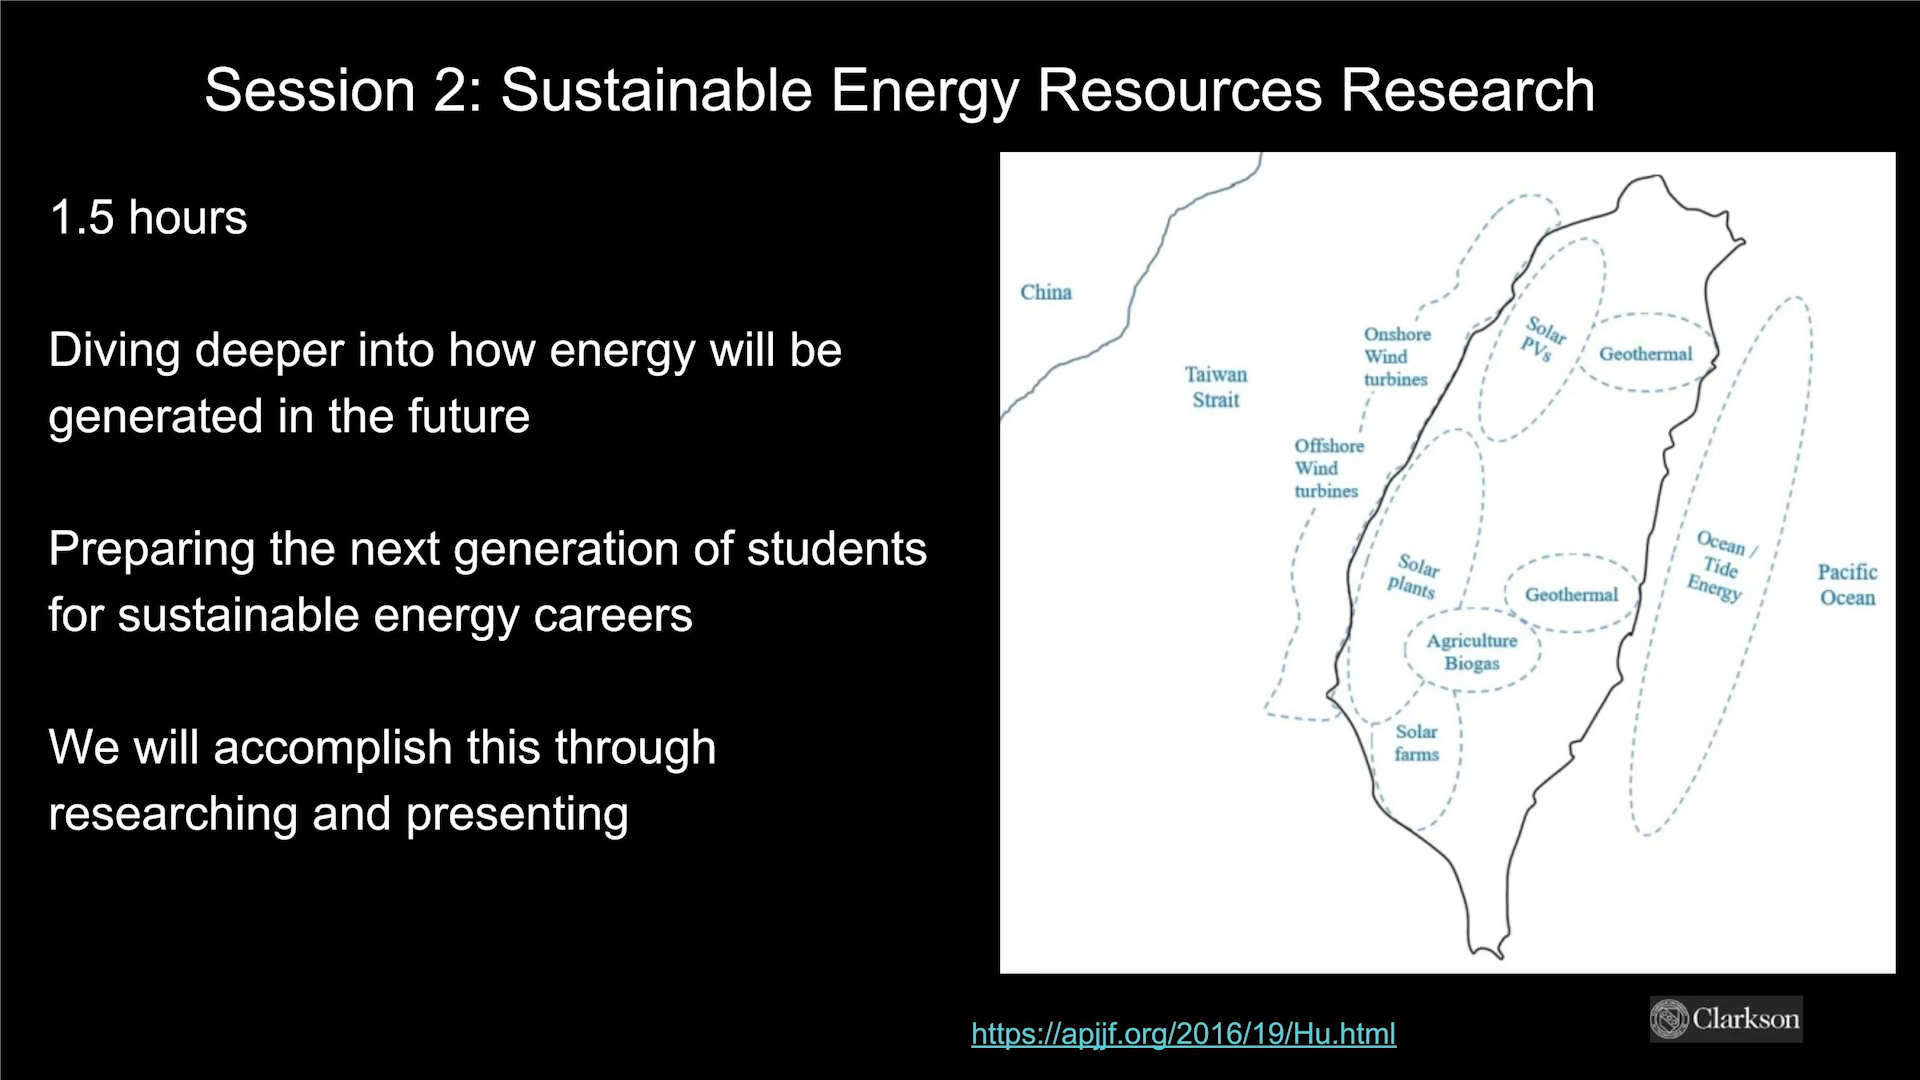 Session 2: Sustainable Energy Resources Research
1.5 hours
Diving deeper into how energy will be
generated in the future
Preparing the next generation of students
for sustainable energy careers
We will accomplish this through
researching and presenting
China
Taiwan
Strait
Onshore
Wind
turbines
Offshore
Wind
turbines
Solar
PVs
Geothermal
Solar
plants
Geothermal
Agriculture
Biogas
Solar
farms
Ocean /
Tide
Energy
Pacific
Ocean
https://apjjf.org/2016/19/Hu.html
Clarkson